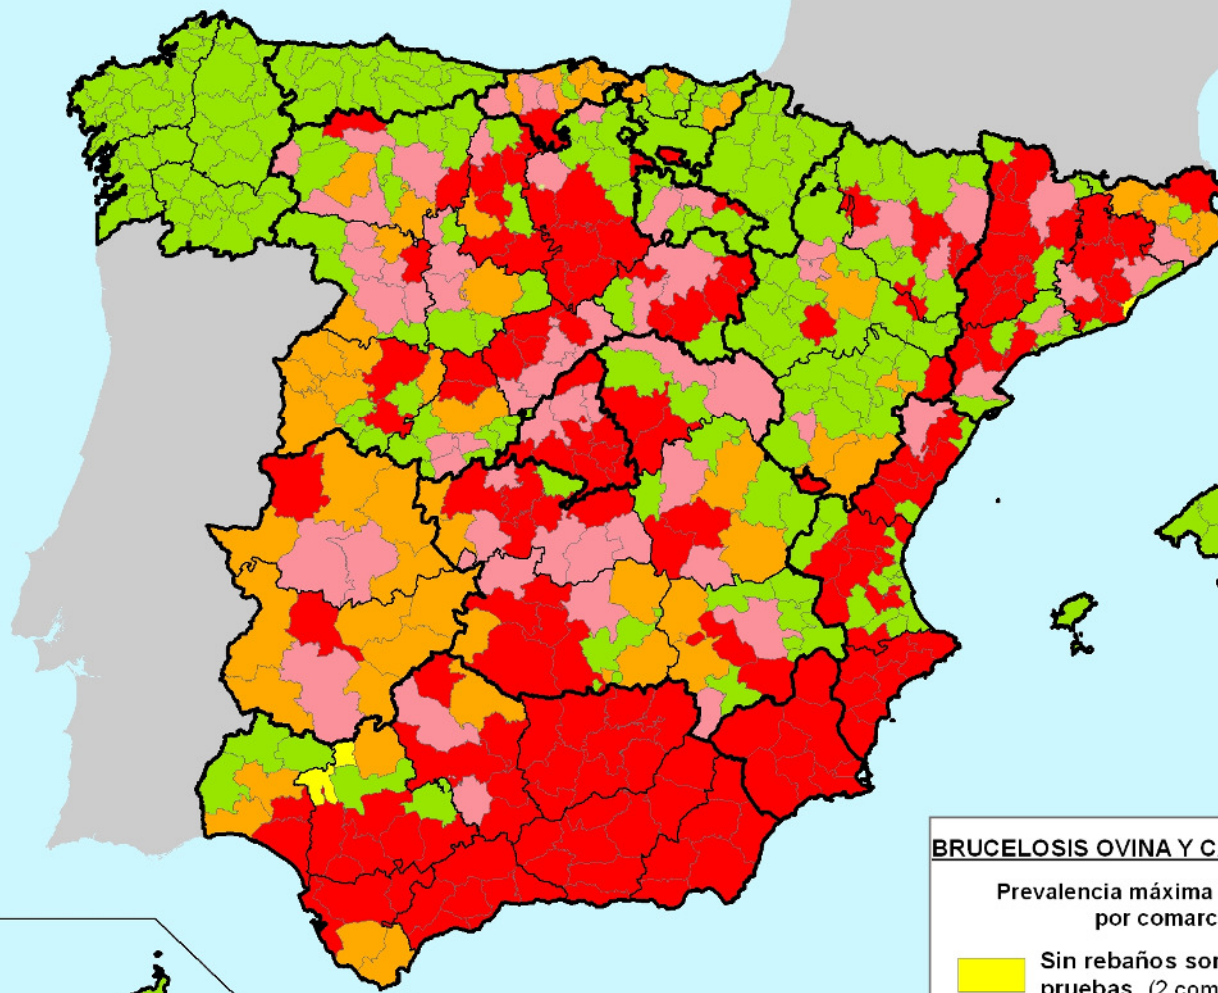 BRUCELOSIS OVINA Y C
Prevalencia máxima
por comarc
Sin rebaños so
pruebas (2 com